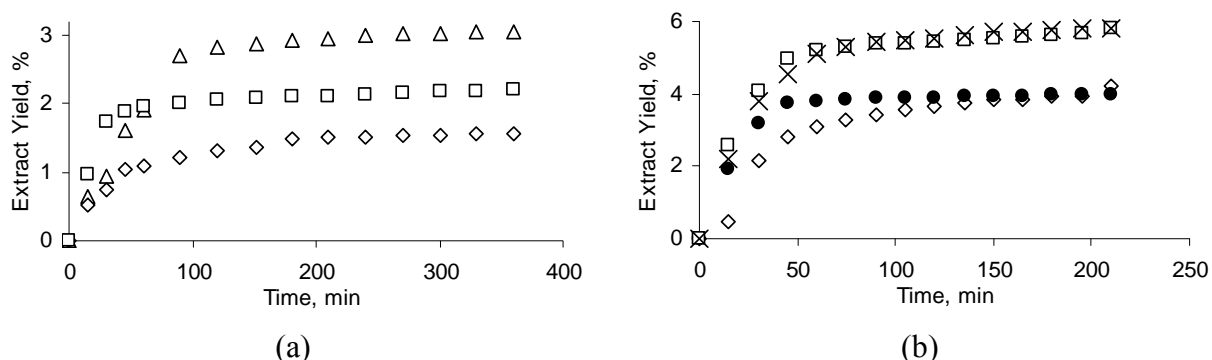 Extract Yield, %
3
2
1
0
0 100 200 300 400
Time, min
(a)
Extract Yield, %
6
4
2
0
0 50 100 150 200 250
Time, min
(b)